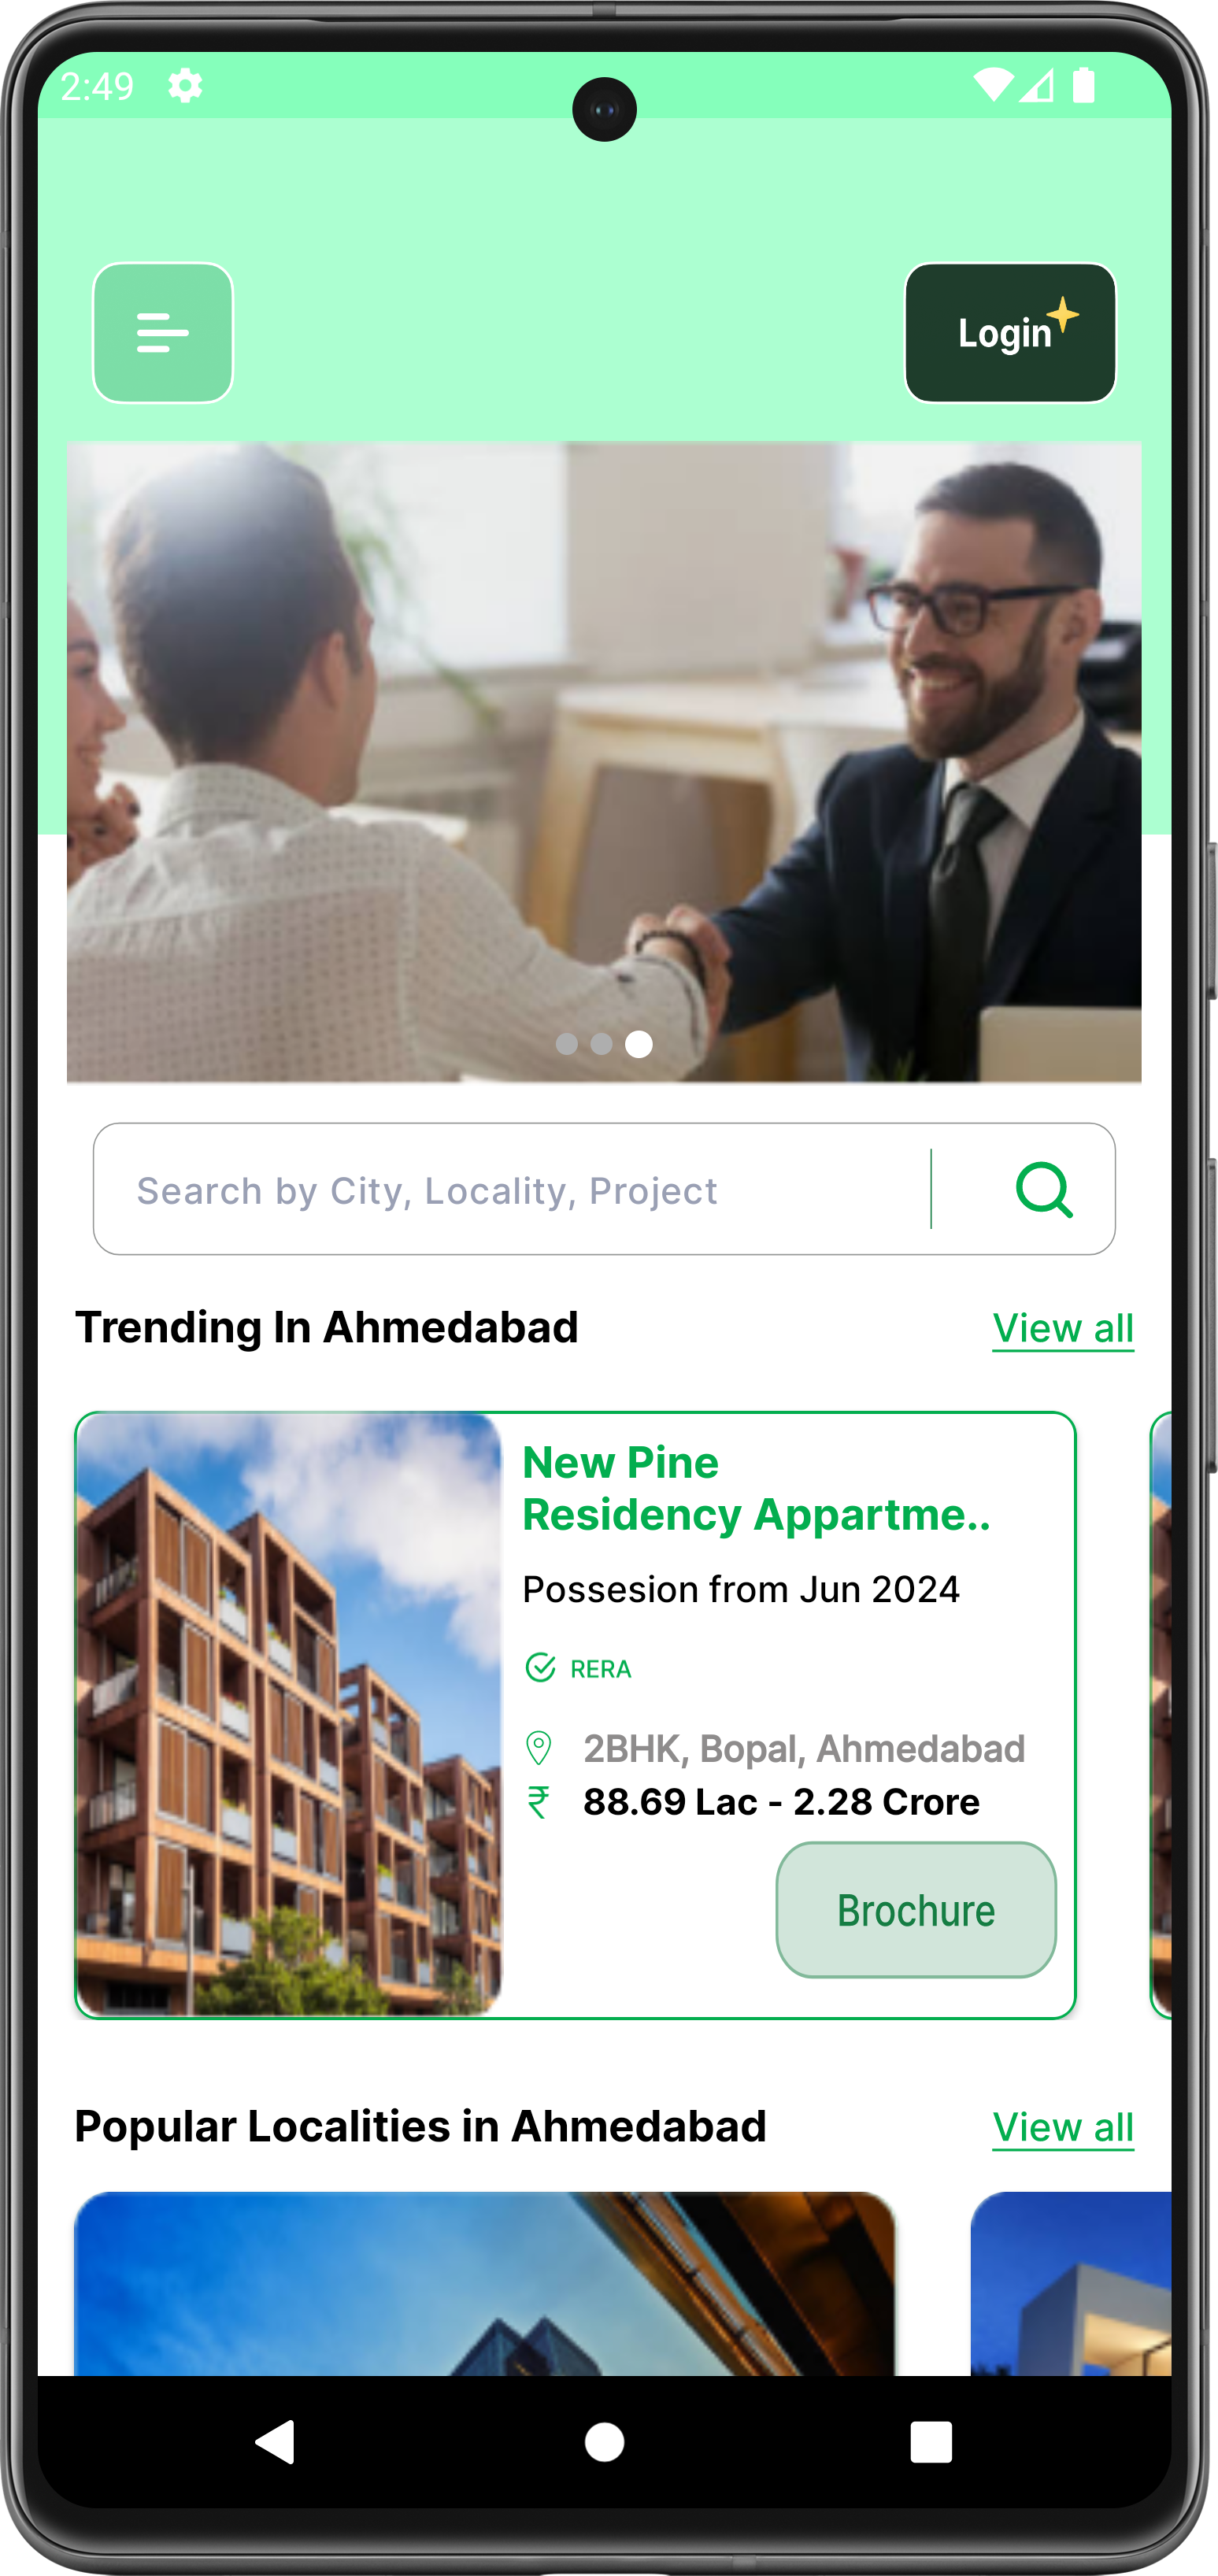 2:49
Login
Search by City, Locality, Project
Trending In Ahmedabad
View all
New Pine
Residency Appartme..
Possesion from Jun 2024
RERA
2BHK, Bopal, Ahmedabad
₹ 88.69 Lac - 2.28 Crore
Brochure
Popular Localities in Ahmedabad
View all